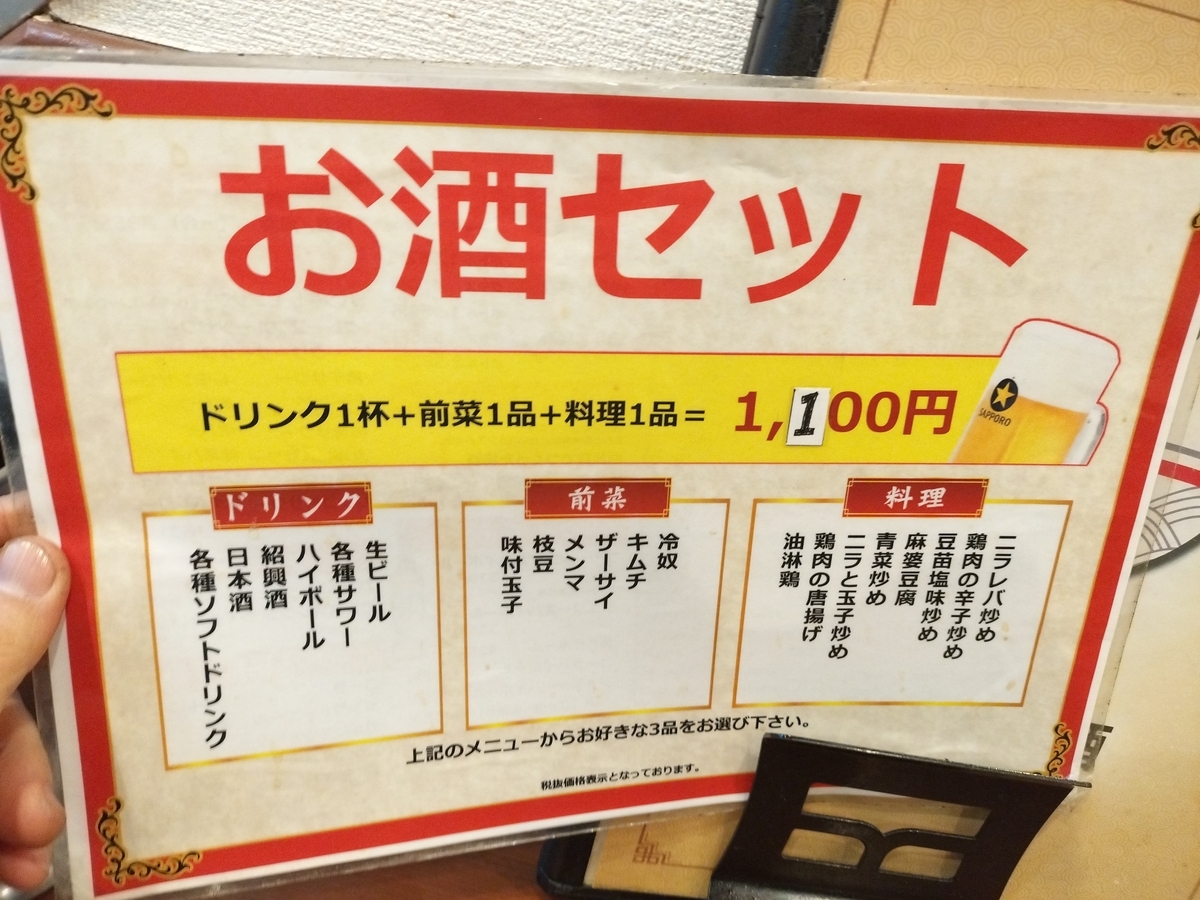 お酒セット
ドリンク1杯＋前菜1品＋料理1品＝ 1,100円
SAPPORO
ドリンク
生ビール
各種サワー
ハイボール
紹興酒
日本酒
各種ソフトドリンク
前菜
冷奴
キムチ
ザーサイ
メンマ
枝豆
味付玉子
料理
ニラレバ炒め
鶏肉の辛子炒め
豆苗塩味炒め
麻婆豆腐
青菜炒め
ニラと玉子炒め
鶏肉の唐揚げ
油淋鶏
上記のメニューからお好きな3品をお選び下さい。
税抜価格表示となっております。